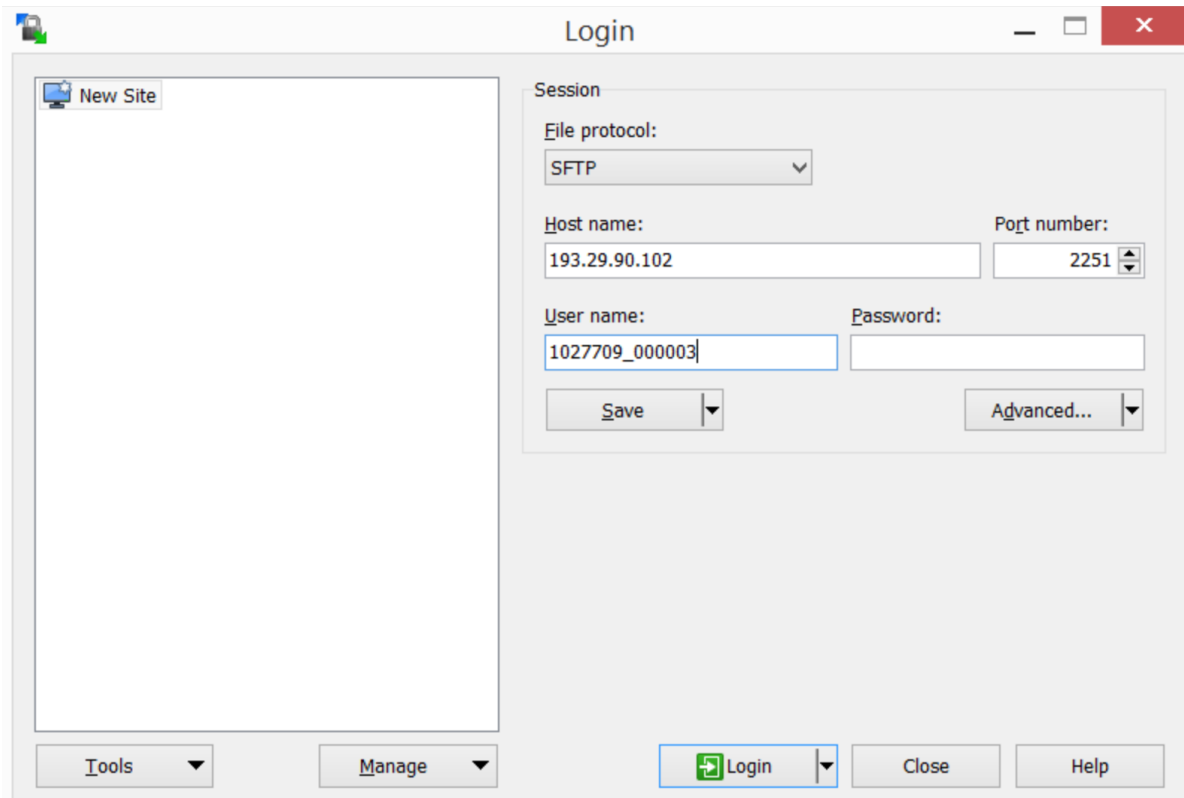 Login
New Site
Session
File protocol:
SFTP
Host name:
Port number:
193.29.90.102
2251
User name:
Password:
1027709_000003
Save
Advanced...
Tools
Manage
Login
Close
Help